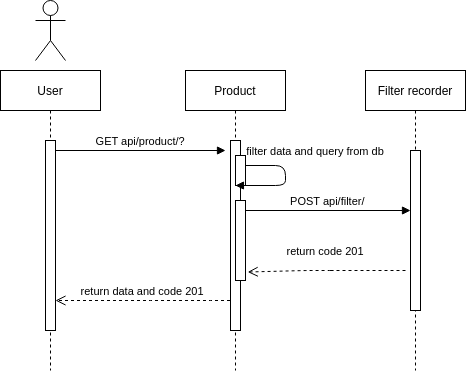 User
Product
Filter recorder
GET api/product/?
filter data and query from db
POST api/filter/
return code 201
return data and code 201